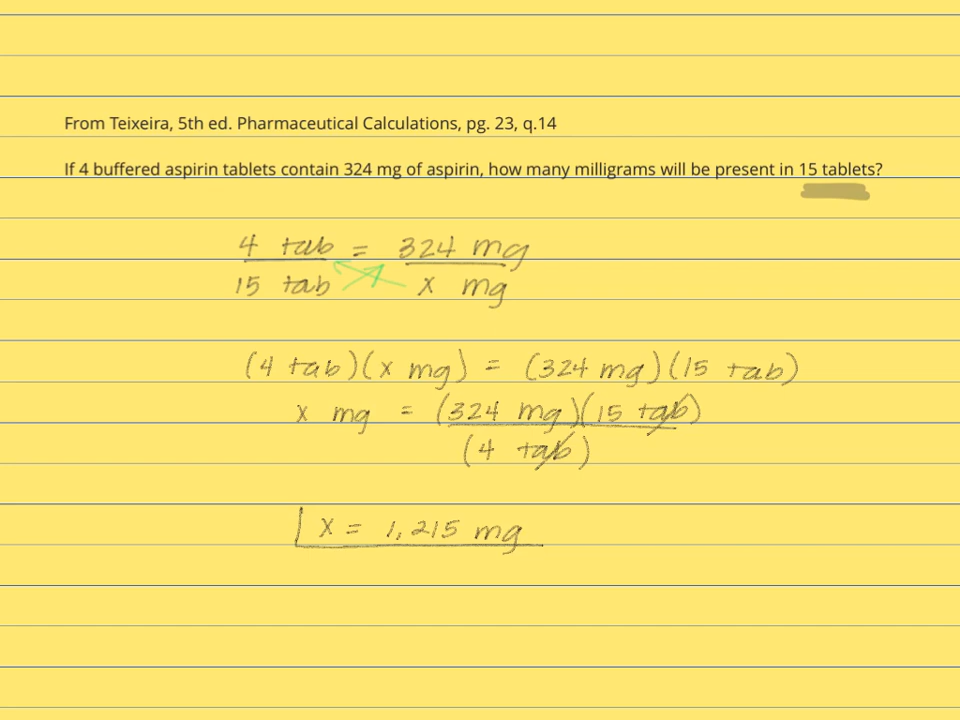 From Teixeira, 5th ed. Pharmaceutical Calculations, pg. 23, q.14
If 4 buffered aspirin tablets contain 324 mg of aspirin, how many milligrams will be present in 15 tablets?
4 tab = 324 mg
15 tab x mg
(4 tab)(x mg) = (324 mg)(15 tab)
x mg = (324 mg)(15 tab)
(4 tab)
x = 1,215 mg